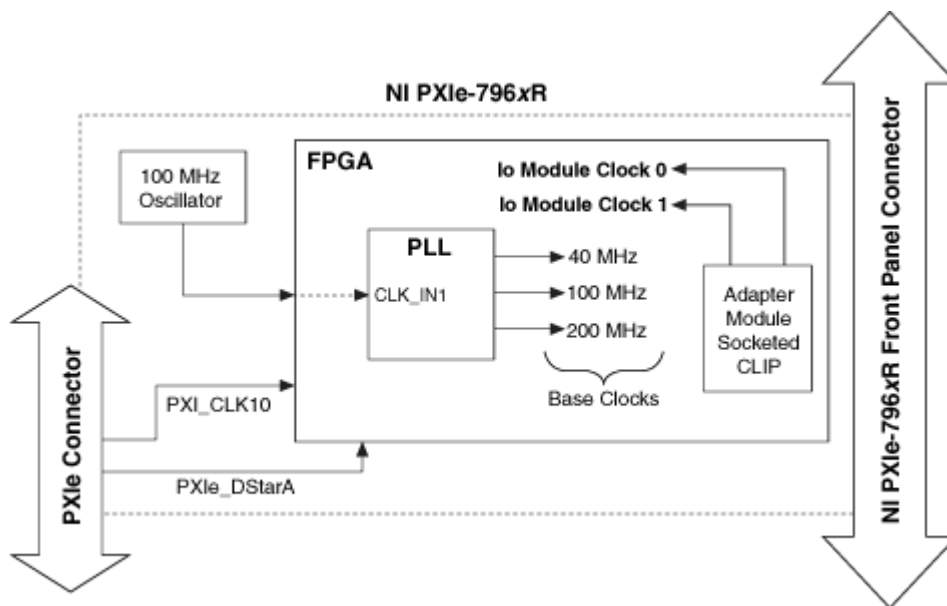 NI PXIe-796xR
FPGA
100 MHz
Oscillator
Io Module Clock 0
Io Module Clock 1
PLL
CLK_IN1
40 MHz
100 MHz
200 MHz
Base Clocks
Adapter
Module
Socketed
CLIP
PXI_CLK10
PXIe_DStarA
PXIe Connector
NI PXIe-796xR Front Panel Connector